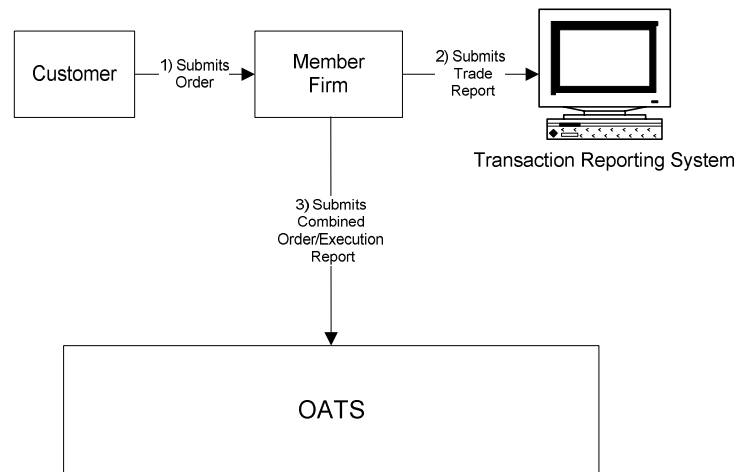 Customer
1) Submits
Order
Member
Firm
2) Submits
Trade
Report
Transaction Reporting System
3) Submits
Combined
Order/Execution
Report
OATS